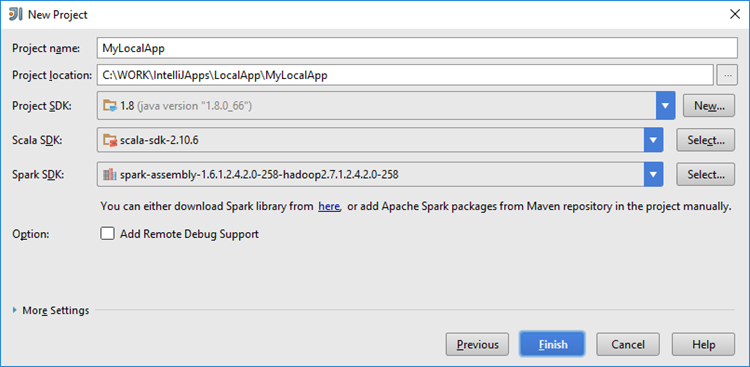 New Project
Project name: MyLocalApp
Project location: C:\WORK\IntelliJApps\LocalApp\MyLocalApp ...
Project SDK: 1.8 (java version "1.8.0_66") New...
Scala SDK: scala-sdk-2.10.6 Select...
Spark SDK: spark-assembly-1.6.1.2.4.2.0-258-hadoop2.7.1.2.4.2.0-258 Select...
You can either download Spark library from here, or add Apache Spark packages from Maven repository in the project manually.
Option: Add Remote Debug Support
More Settings
Previous Finish Cancel Help